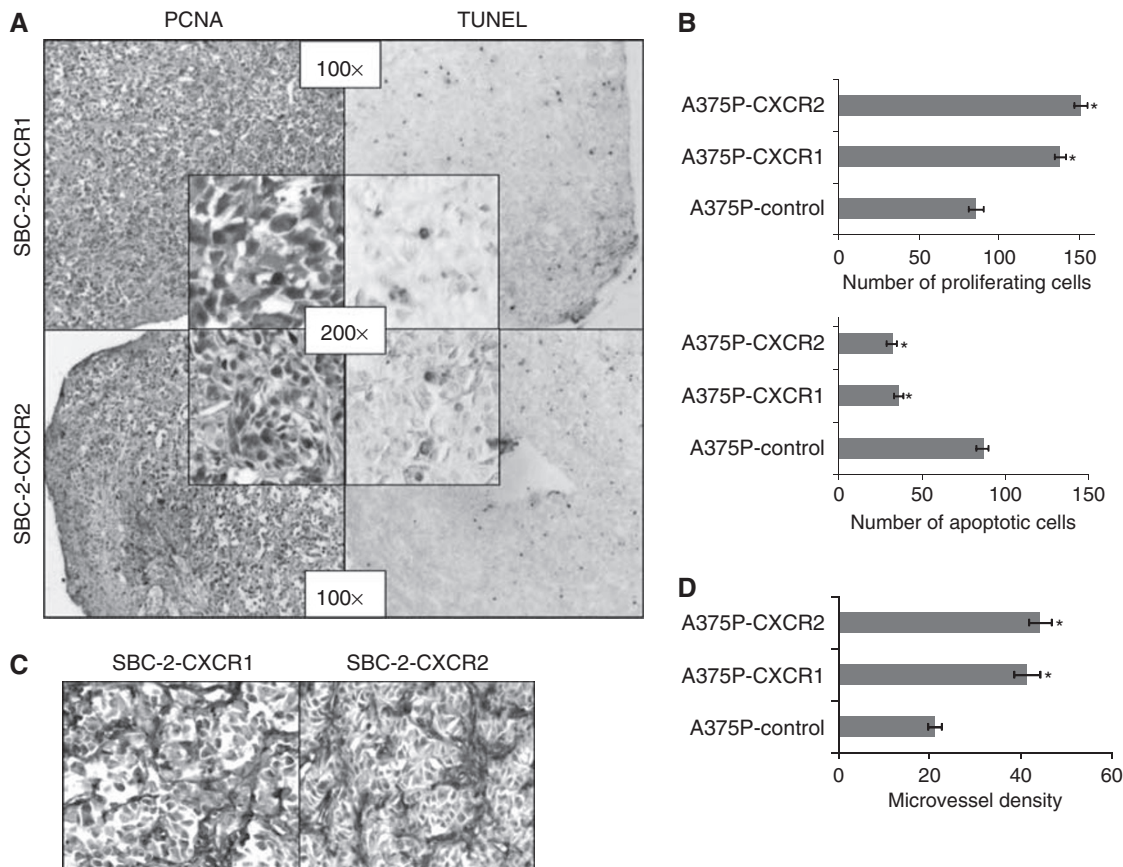 A
PCNA
TUNEL
SBC-2-CXCR1
SBC-2-CXCR2
100×
200×
100×
B
A375P-CXCR2
*
A375P-CXCR1
*
A375P-control
0 50 100 150
Number of proliferating cells
A375P-CXCR2
*
A375P-CXCR1
*
A375P-control
0 50 100 150
Number of apoptotic cells
C
SBC-2-CXCR1
SBC-2-CXCR2
D
A375P-CXCR2
*
A375P-CXCR1
*
A375P-control
0 20 40 60
Microvessel density